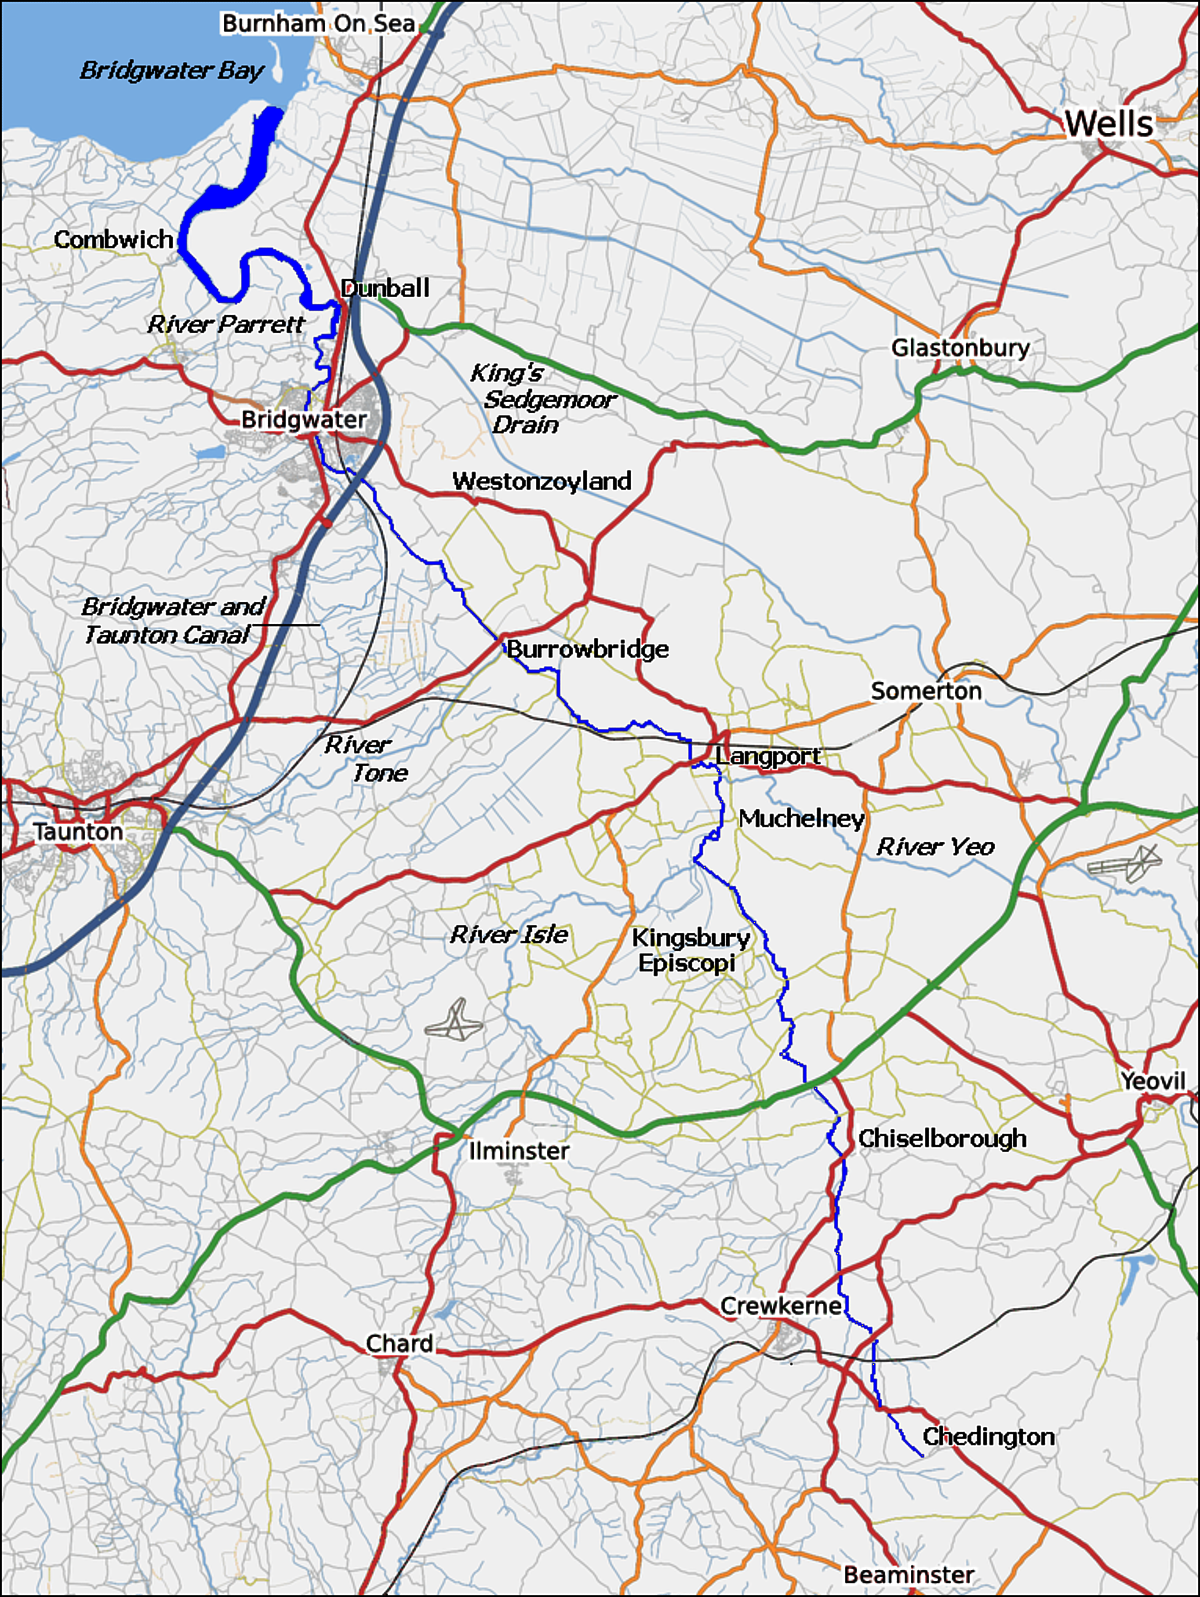 Burnham On Sea
Bridgwater Bay
Wells
Combwich
Dunball
River Parrett
Glastonbury
King's
Sedgemoor
Drain
Bridgwater
Westonzoyland
Bridgwater and
Taunton Canal
Burrowbridge
Somerton
River
Tone
Langport
Muchelney
Taunton
River Yeo
River Isle
Kingsbury
Episcopi
Yeovil
Chiselborough
Ilminster
Crewkerne
Chard
Chedington
Beaminster